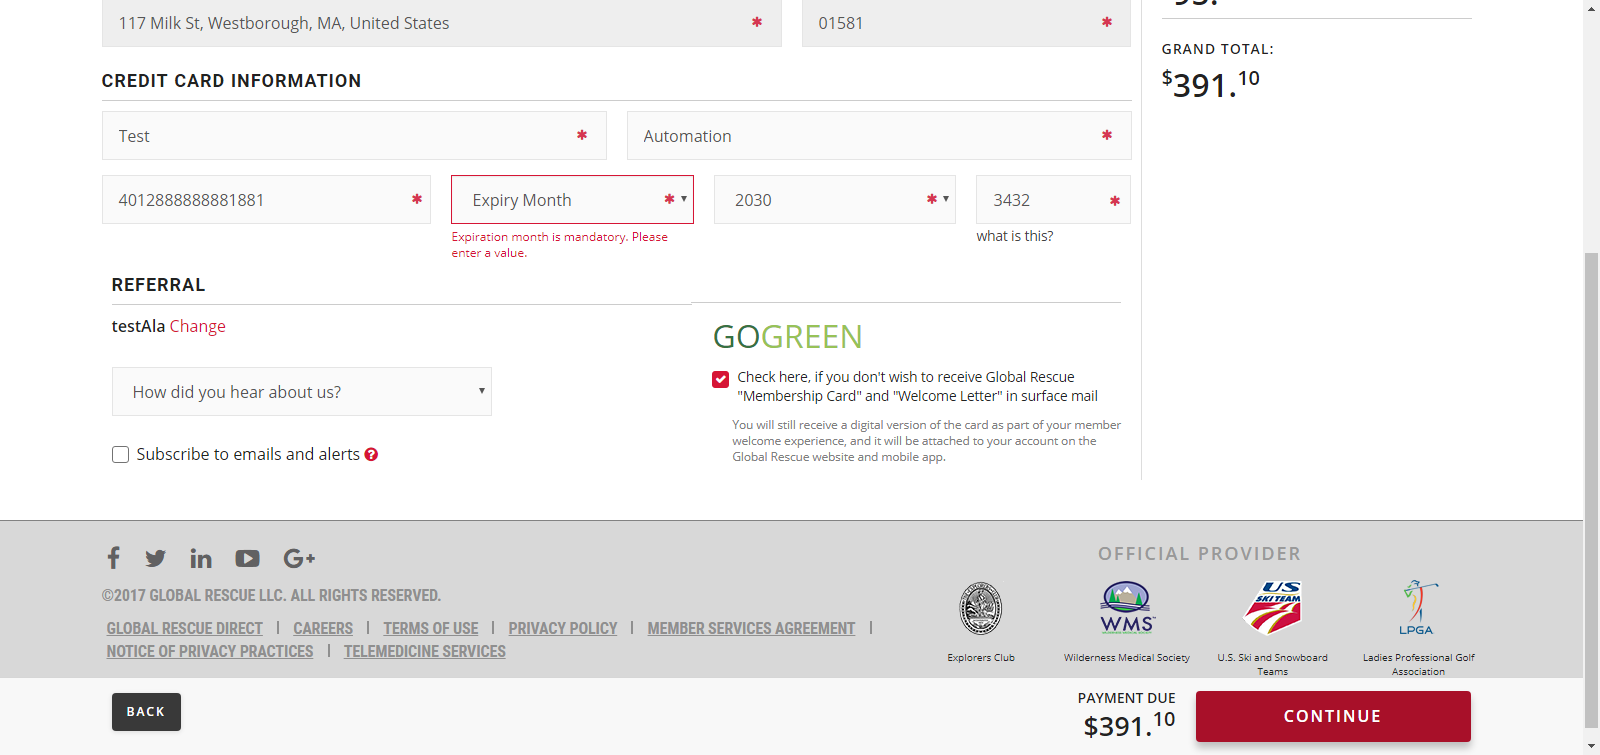 117 Milk St, Westborough, MA, United States *
01581 *
GRAND TOTAL:
$391.10
CREDIT CARD INFORMATION
Test *
Automation *
4012888888881881 *
Expiry Month *
2030 *
3432 *
Expiration month is mandatory. Please
enter a value.
what is this?
REFERRAL
testAla Change
How did you hear about us?
Subscribe to emails and alerts ?
GOGREEN
Check here, if you don't wish to receive Global Rescue
"Membership Card" and "Welcome Letter" in surface mail
You will still receive a digital version of the card as part of your member
welcome experience, and it will be attached to your account on the
Global Rescue website and mobile app.
©2017 GLOBAL RESCUE LLC. ALL RIGHTS RESERVED.
GLOBAL RESCUE DIRECT | CAREERS | TERMS OF USE | PRIVACY POLICY | MEMBER SERVICES AGREEMENT |
NOTICE OF PRIVACY PRACTICES | TELEMEDICINE SERVICES
OFFICIAL PROVIDER
WMS
US
SKI TEAM
LPGA
Explorers Club
Wilderness Medical Society
U.S. Ski and Snowboard
Teams
Ladies Professional Golf
Association
BACK
PAYMENT DUE
$391.10
CONTINUE